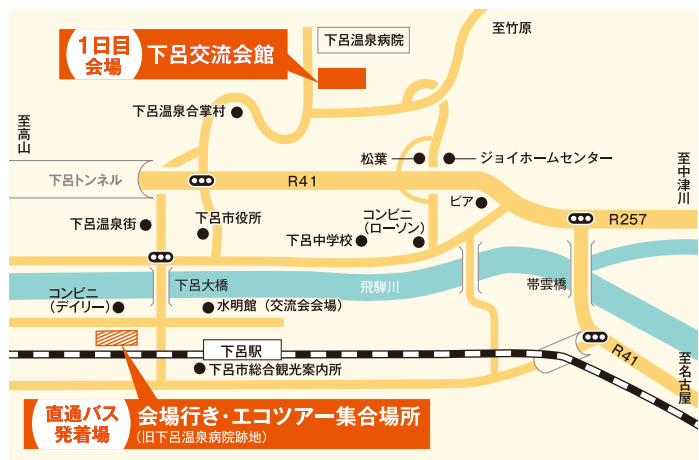 1日目
会場
下呂交流会館
下呂温泉病院
至竹原
下呂温泉合掌村
至高山
松葉
ジョイホームセンター
至中津川
下呂トンネル
R41
ピア
下呂温泉街
下呂市役所
コンビニ
(ローソン)
下呂中学校
R257
下呂大橋
飛騨川
帯雲橋
コンビニ
(デイリー)
水明館(交流会会場)
下呂駅
R41
至名古屋
下呂市総合観光案内所
直通バス
発着場
会場行き・エコツアー集合場所
(旧下呂温泉病院跡地)